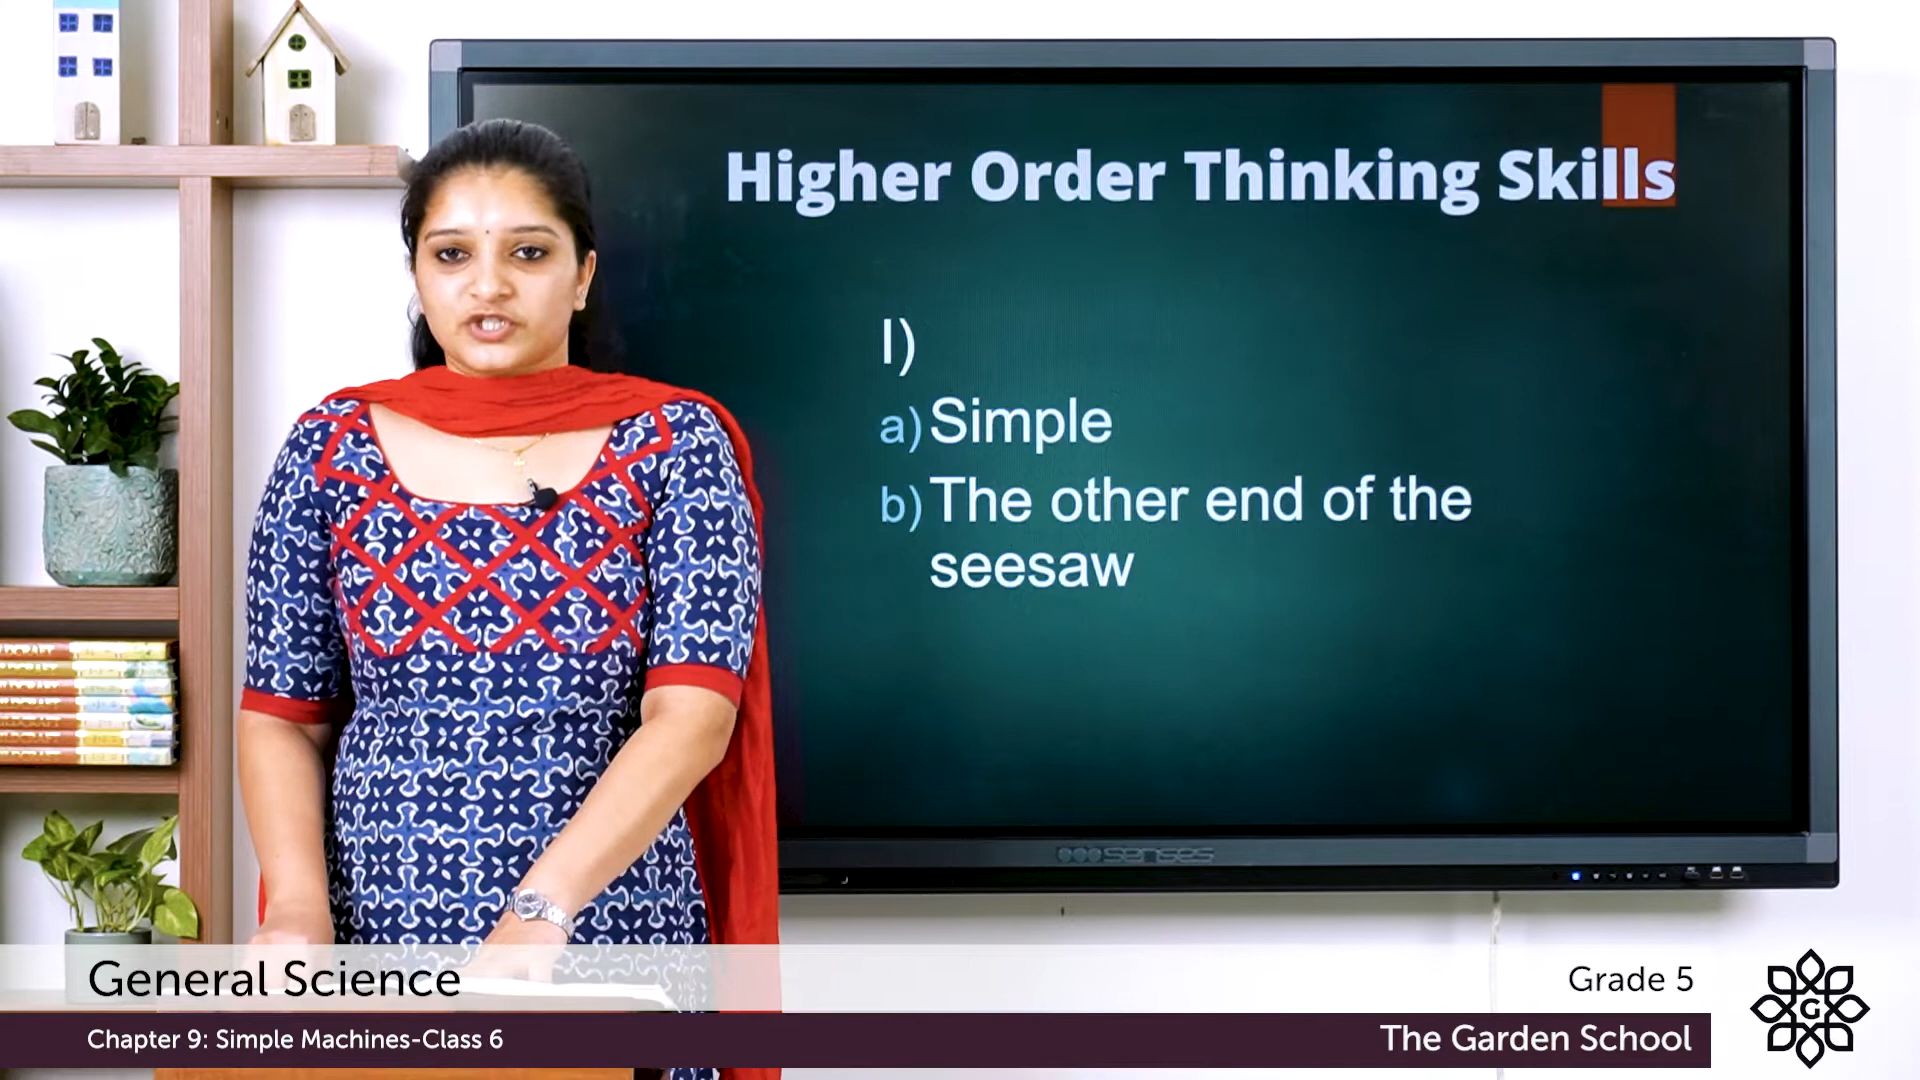 Higher Order Thinking Skills
I)
a) Simple
b) The other end of the
seesaw
senses
General Science
Grade 5
Chapter 9: Simple Machines-Class 6
The Garden School
G